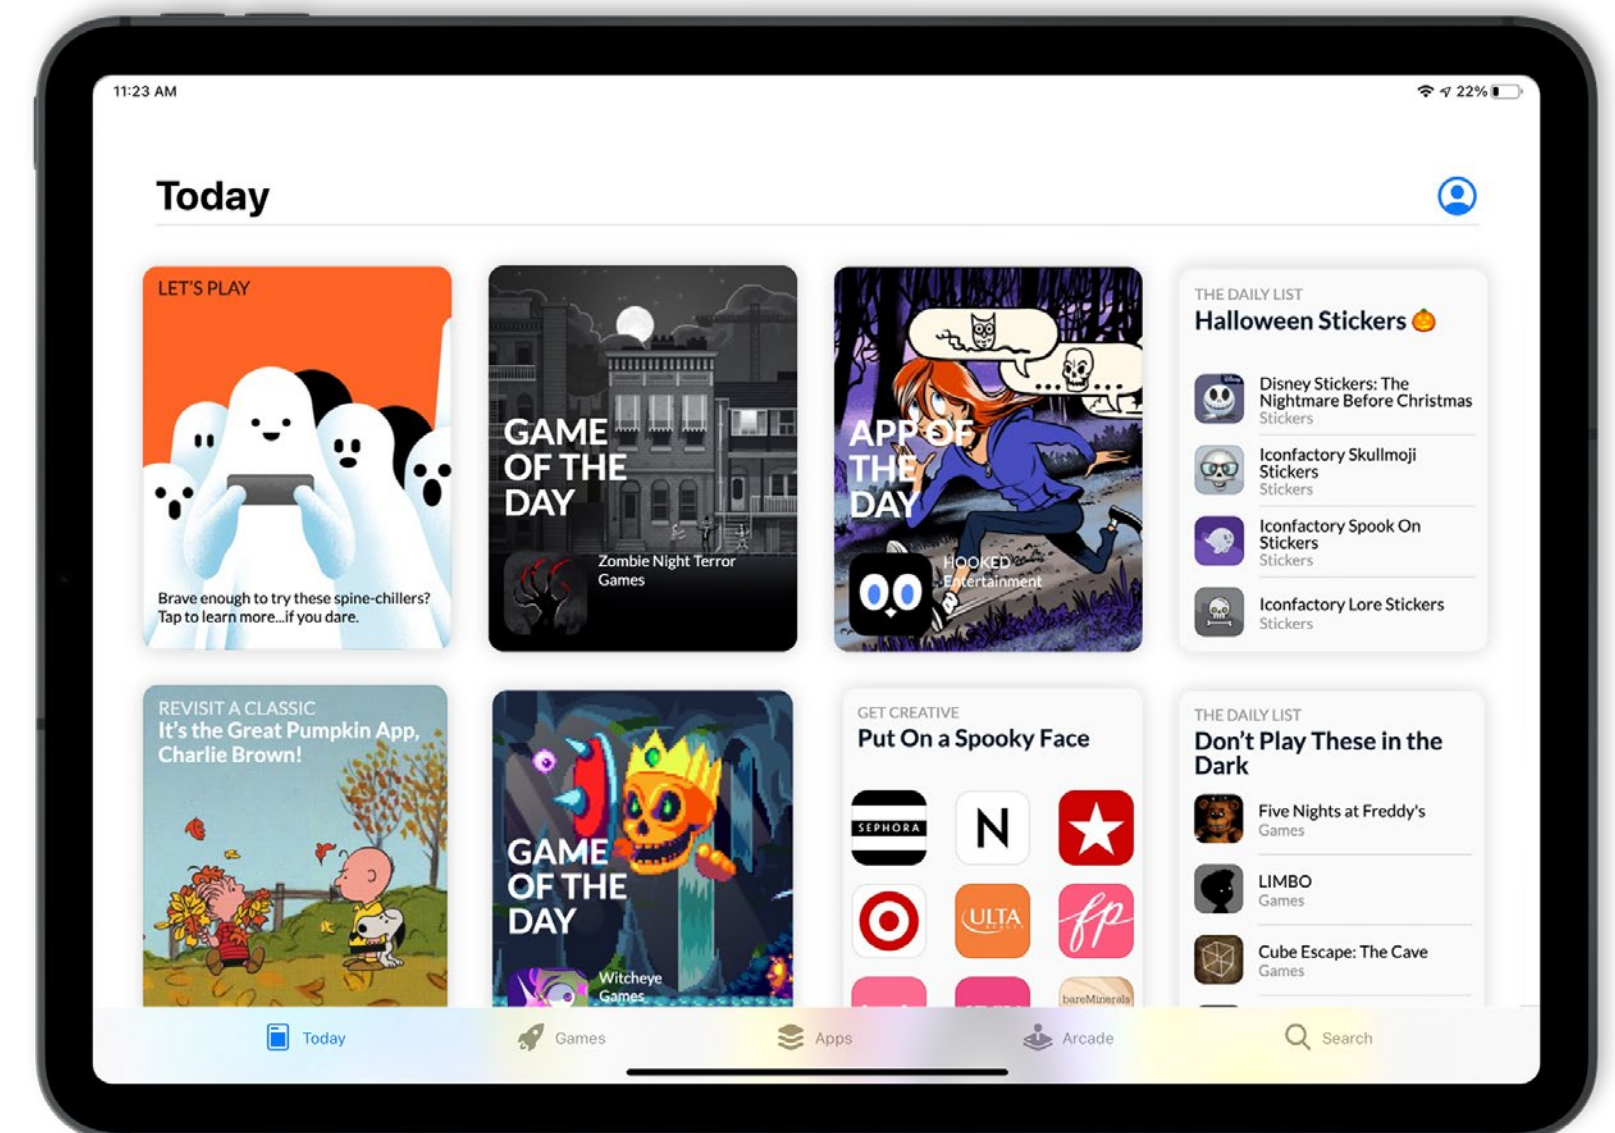 11:23 AM
22%
Today
LET'S PLAY
Brave enough to try these spine-chillers?
Tap to learn more...if you dare.
GAME
OF THE
DAY
Zombie Night Terror
Games
APP OF
THE
DAY
HOOKED
Entertainment
THE DAILY LIST
Halloween Stickers
Disney Stickers: The
Nightmare Before Christmas
Stickers
Iconfactory Skullmoji
Stickers
Stickers
Iconfactory Spook On
Stickers
Stickers
Iconfactory Lore Stickers
Stickers
REVISIT A CLASSIC
It's the Great Pumpkin App,
Charlie Brown!
GAME
OF THE
DAY
Witcheye
Games
GET CREATIVE
Put On a Spooky Face
SEPHORA
N
ULTA
BEAUTY
fp
bareMinerals
THE DAILY LIST
Don't Play These in the
Dark
Five Nights at Freddy's
Games
LIMBO
Games
Cube Escape: The Cave
Games
Today
Games
Apps
Arcade
Search